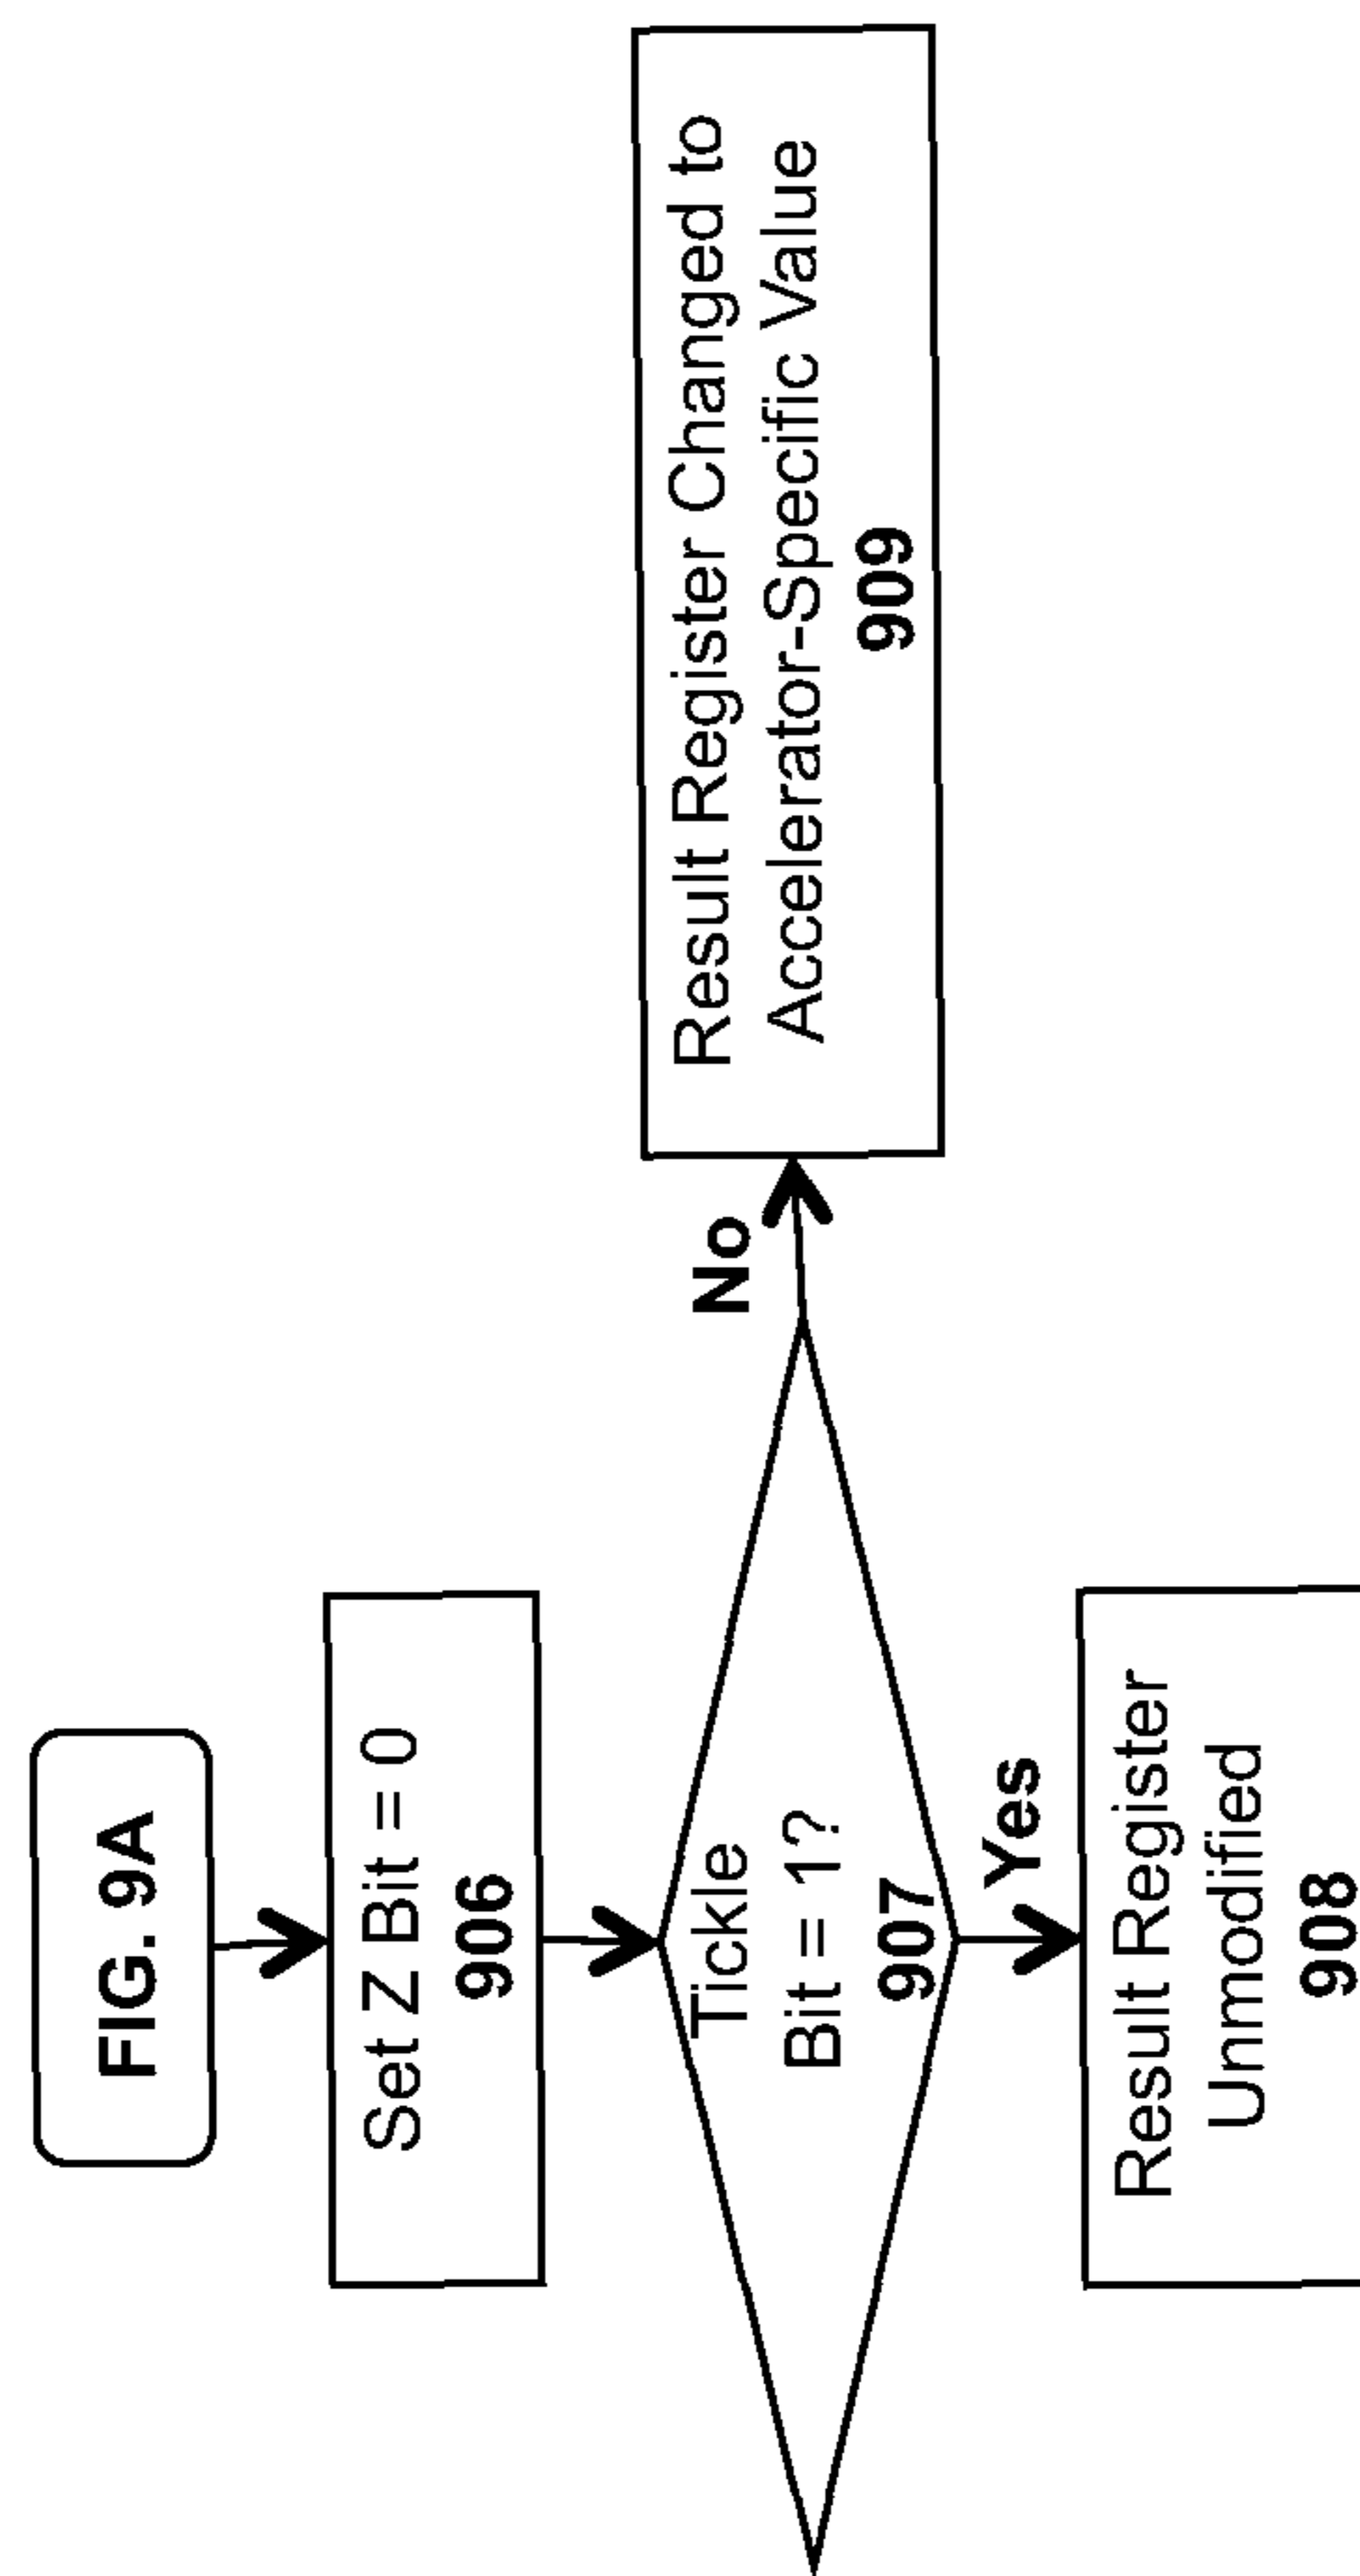 FIG. 9A
Set Z Bit = 0
906
Tickle
Bit = 1?
907
No
Result Register Changed to
Accelerator-Specific Value
909
Yes
Result Register
Unmodified
908